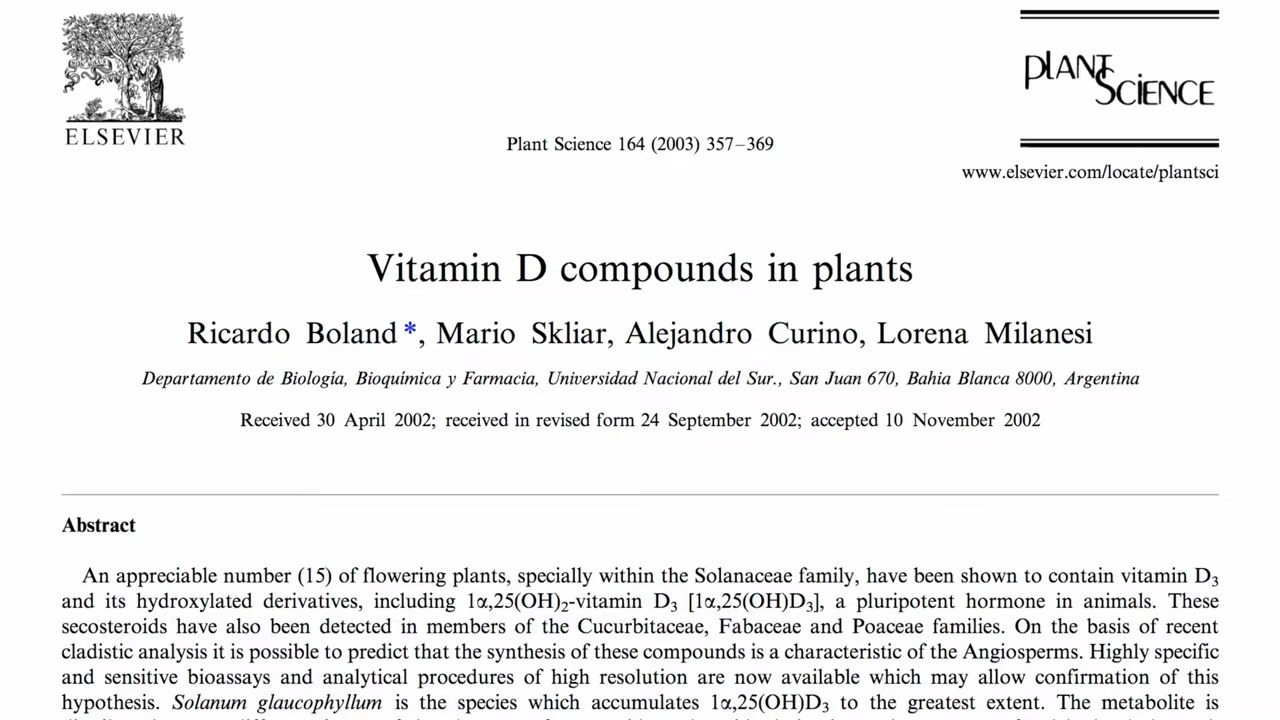 ELSEVIER
PLANT
SCIENCE
Plant Science 164 (2003) 357–369
www.elsevier.com/locate/plantsci
Vitamin D compounds in plants
Ricardo Boland *, Mario Skliar, Alejandro Curino, Lorena Milanesi
Departamento de Biología, Bioquímica y Farmacia, Universidad Nacional del Sur., San Juan 670, Bahia Blanca 8000, Argentina
Received 30 April 2002; received in revised form 24 September 2002; accepted 10 November 2002
Abstract
An appreciable number (15) of flowering plants, specially within the Solanaceae family, have been shown to contain vitamin D₃
and its hydroxylated derivatives, including 1α,25(OH)₂-vitamin D₃ [1α,25(OH)D₃], a pluripotent hormone in animals. These
secosteroids have also been detected in members of the Cucurbitaceae, Fabaceae and Poaceae families. On the basis of recent
cladistic analysis it is possible to predict that the synthesis of these compounds is a characteristic of the Angiosperms. Highly specific
and sensitive bioassays and analytical procedures of high resolution are now available which may allow confirmation of this
hypothesis. Solanum glaucophyllum is the species which accumulates 1α,25(OH)D₃ to the greatest extent. The metabolite is